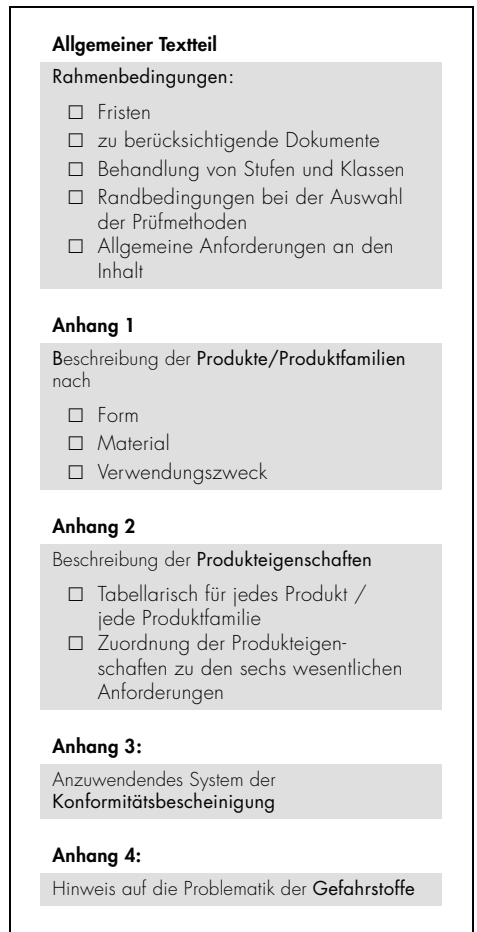 Allgemeiner Textteil
Rahmenbedingungen:
☐ Fristen
☐ zu berücksichtigende Dokumente
☐ Behandlung von Stufen und Klassen
☐ Randbedingungen bei der Auswahl
der Prüfmethoden
☐ Allgemeine Anforderungen an den
Inhalt
Anhang 1
Beschreibung der Produkte/Produktfamilien
nach
☐ Form
☐ Material
☐ Verwendungszweck
Anhang 2
Beschreibung der Produkteigenschaften
☐ Tabellarisch für jedes Produkt /
jede Produktfamilie
☐ Zuordnung der Produkteigen-
schaften zu den sechs wesentlichen
Anforderungen
Anhang 3:
Anzuwendendes System der
Konformitätsbescheinigung
Anhang 4:
Hinweis auf die Problematik der Gefahrstoffe